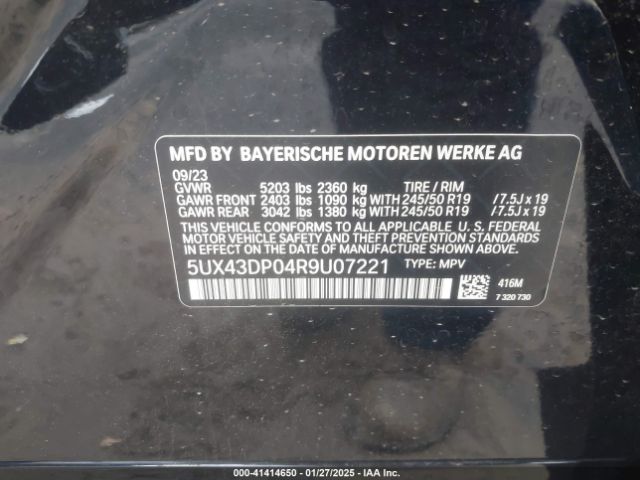 MFD BY BAYERISCHE MOTOREN WERKE AG
09/23
GVWR 5203 lbs 2360 kg TIRE / RIM
GAWR FRONT 2403 lbs 1090 kg WITH 245/50 R19 /7.5J x 19
GAWR REAR 3042 lbs 1380 kg WITH 245/50 R19 /7.5J x 19
THIS VEHICLE CONFORMS TO ALL APPLICABLE U. S. FEDERAL
MOTOR VEHICLE SAFETY AND THEFT PREVENTION STANDARDS
IN EFFECT ON THE DATE OF MANUFACTURE SHOWN ABOVE.
5UX43DP04R9U07221 TYPE: MPV
416M
7 320 730
000-41414650 - 01/27/2025 - IAA Inc.